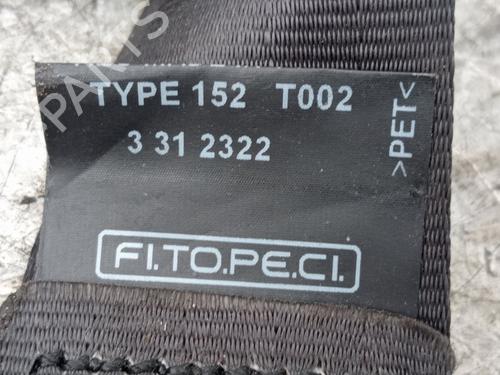 TYPE 152 T002
3 31 2322
>PET<
FI.TO.PE.CI.
PARTS